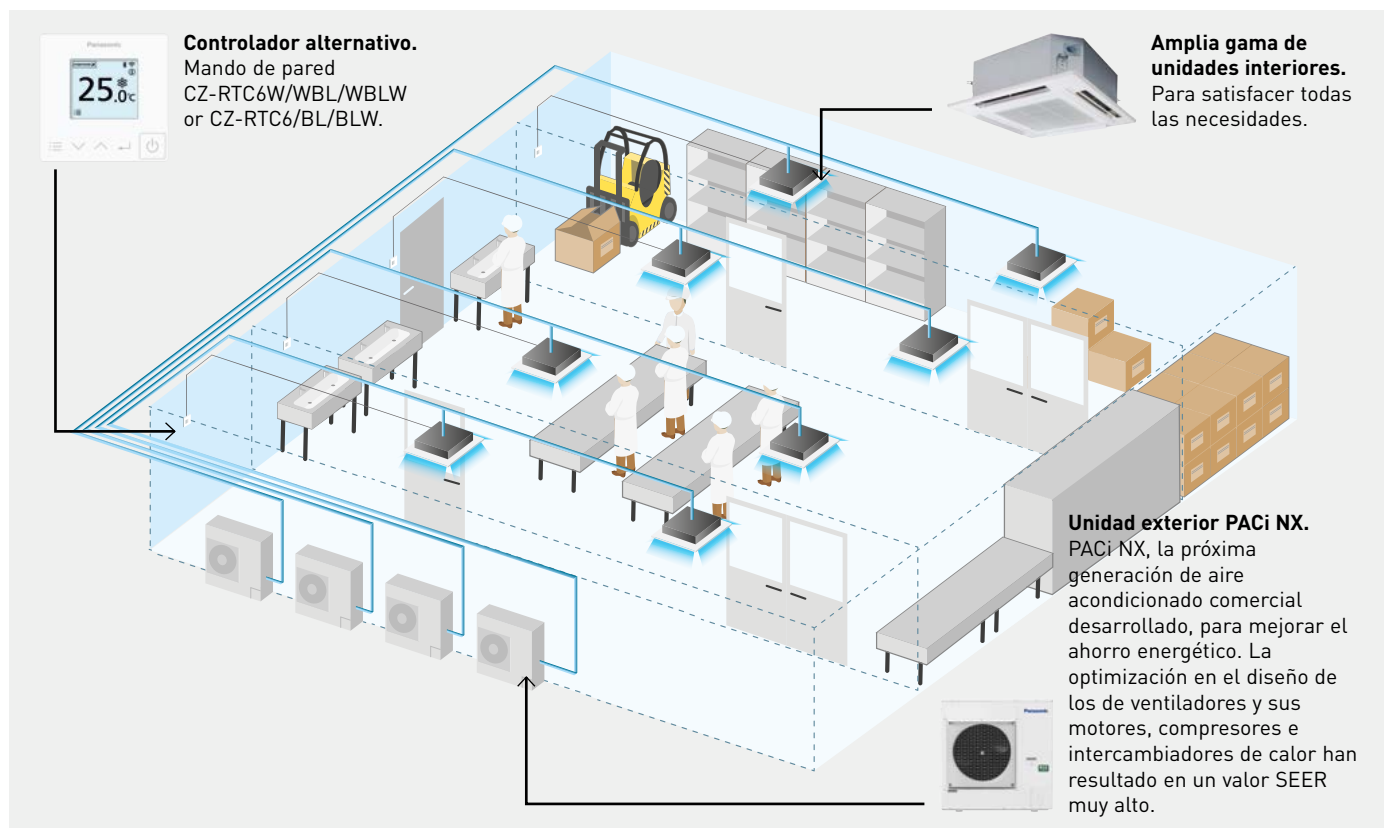 Panasonic
25.0°C
Controlador alternativo.
Mando de pared
CZ-RTC6W/WBL/WBLW
or CZ-RTC6/BL/BLW.
Amplia gama de
unidades interiores.
Para satisfacer todas
las necesidades.
Unidad exterior PACi NX.
PACi NX, la próxima
generación de aire
acondicionado comercial
desarrollado, para mejorar el
ahorro energético. La
optimización en el diseño de
los de ventiladores y sus
motores, compresores e
intercambiadores de calor han
resultado en un valor SEER
muy alto.
Panasonic